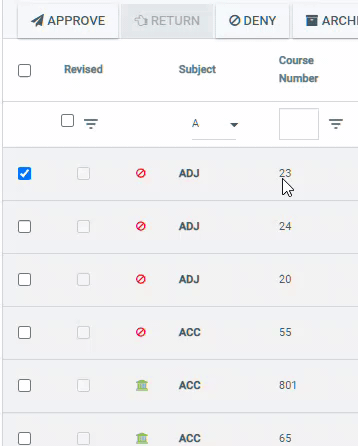 APPROVE RETURN DENY ARCHI
Revised Subject Course
Number
A
ADJ 23
ADJ 24
ADJ 20
ACC 55
ACC 801
ACC 65